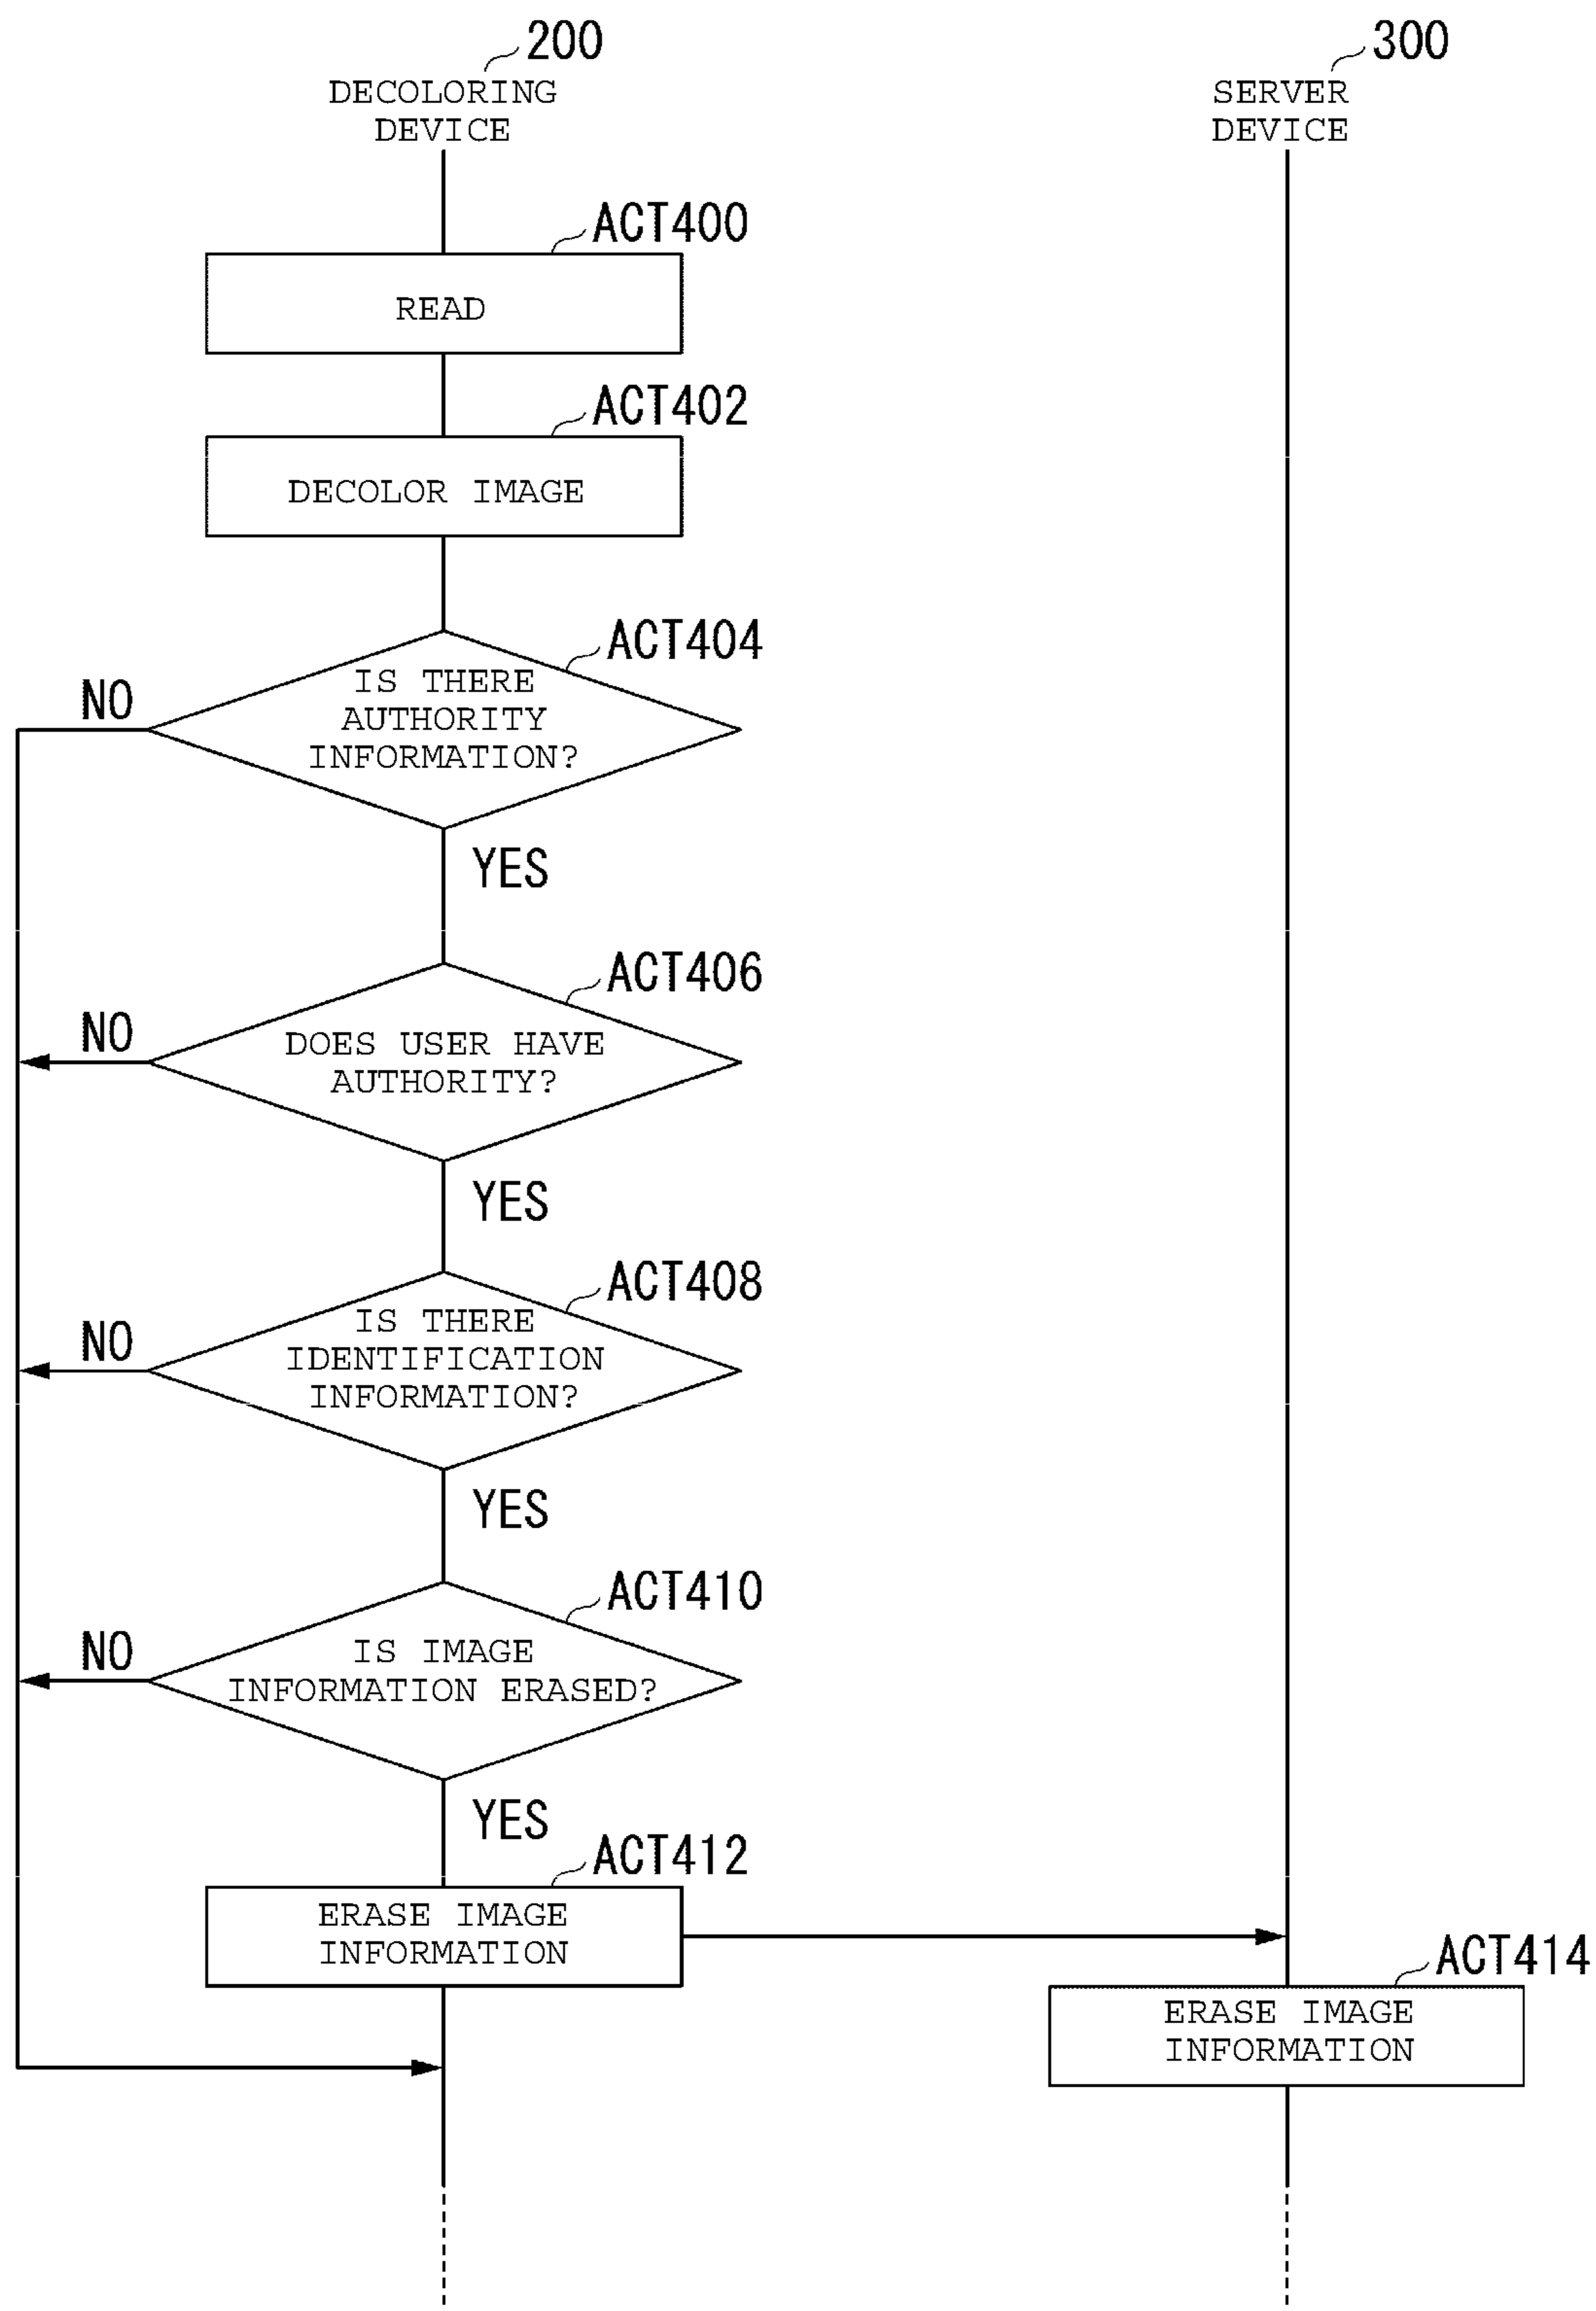 200
DECOLORING
DEVICE
300
SERVER
DEVICE
ACT400
READ
ACT402
DECOLOR IMAGE
ACT404
IS THERE
AUTHORITY
INFORMATION?
NO
YES
ACT406
DOES USER HAVE
AUTHORITY?
NO
YES
ACT408
IS THERE
IDENTIFICATION
INFORMATION?
NO
YES
ACT410
IS IMAGE
INFORMATION ERASED?
NO
YES
ACT412
ERASE IMAGE
INFORMATION
ACT414
ERASE IMAGE
INFORMATION